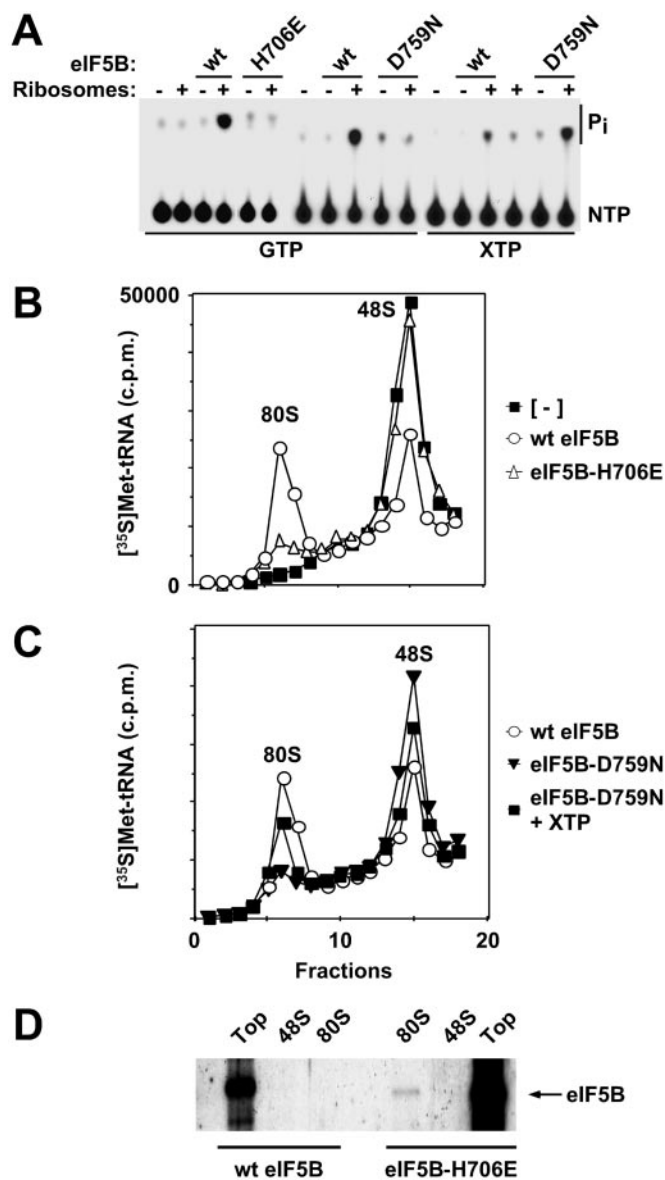 A
eIF5B: wt H706E wt D759N wt D759N
Ribosomes: - + - + - + - - + - + - - + + - +
Pi
NTP
GTP XTP
B
50000
48S
80S
0
[35S]Met-tRNA (c.p.m.)
[ - ]
wt eIF5B
eIF5B-H706E
C
48S
80S
[35S]Met-tRNA (c.p.m.)
wt eIF5B
eIF5B-D759N
eIF5B-D759N
+ XTP
0 10 20
Fractions
D
Top 48S 80S 80S 48S Top
eIF5B
wt eIF5B eIF5B-H706E